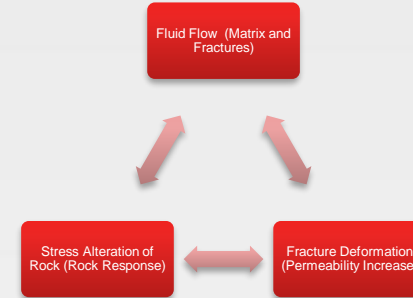 Fluid Flow (Matrix and
Fractures)
Stress Alteration of
Rock (Rock Response)
Fracture Deformation
(Permeability Increase